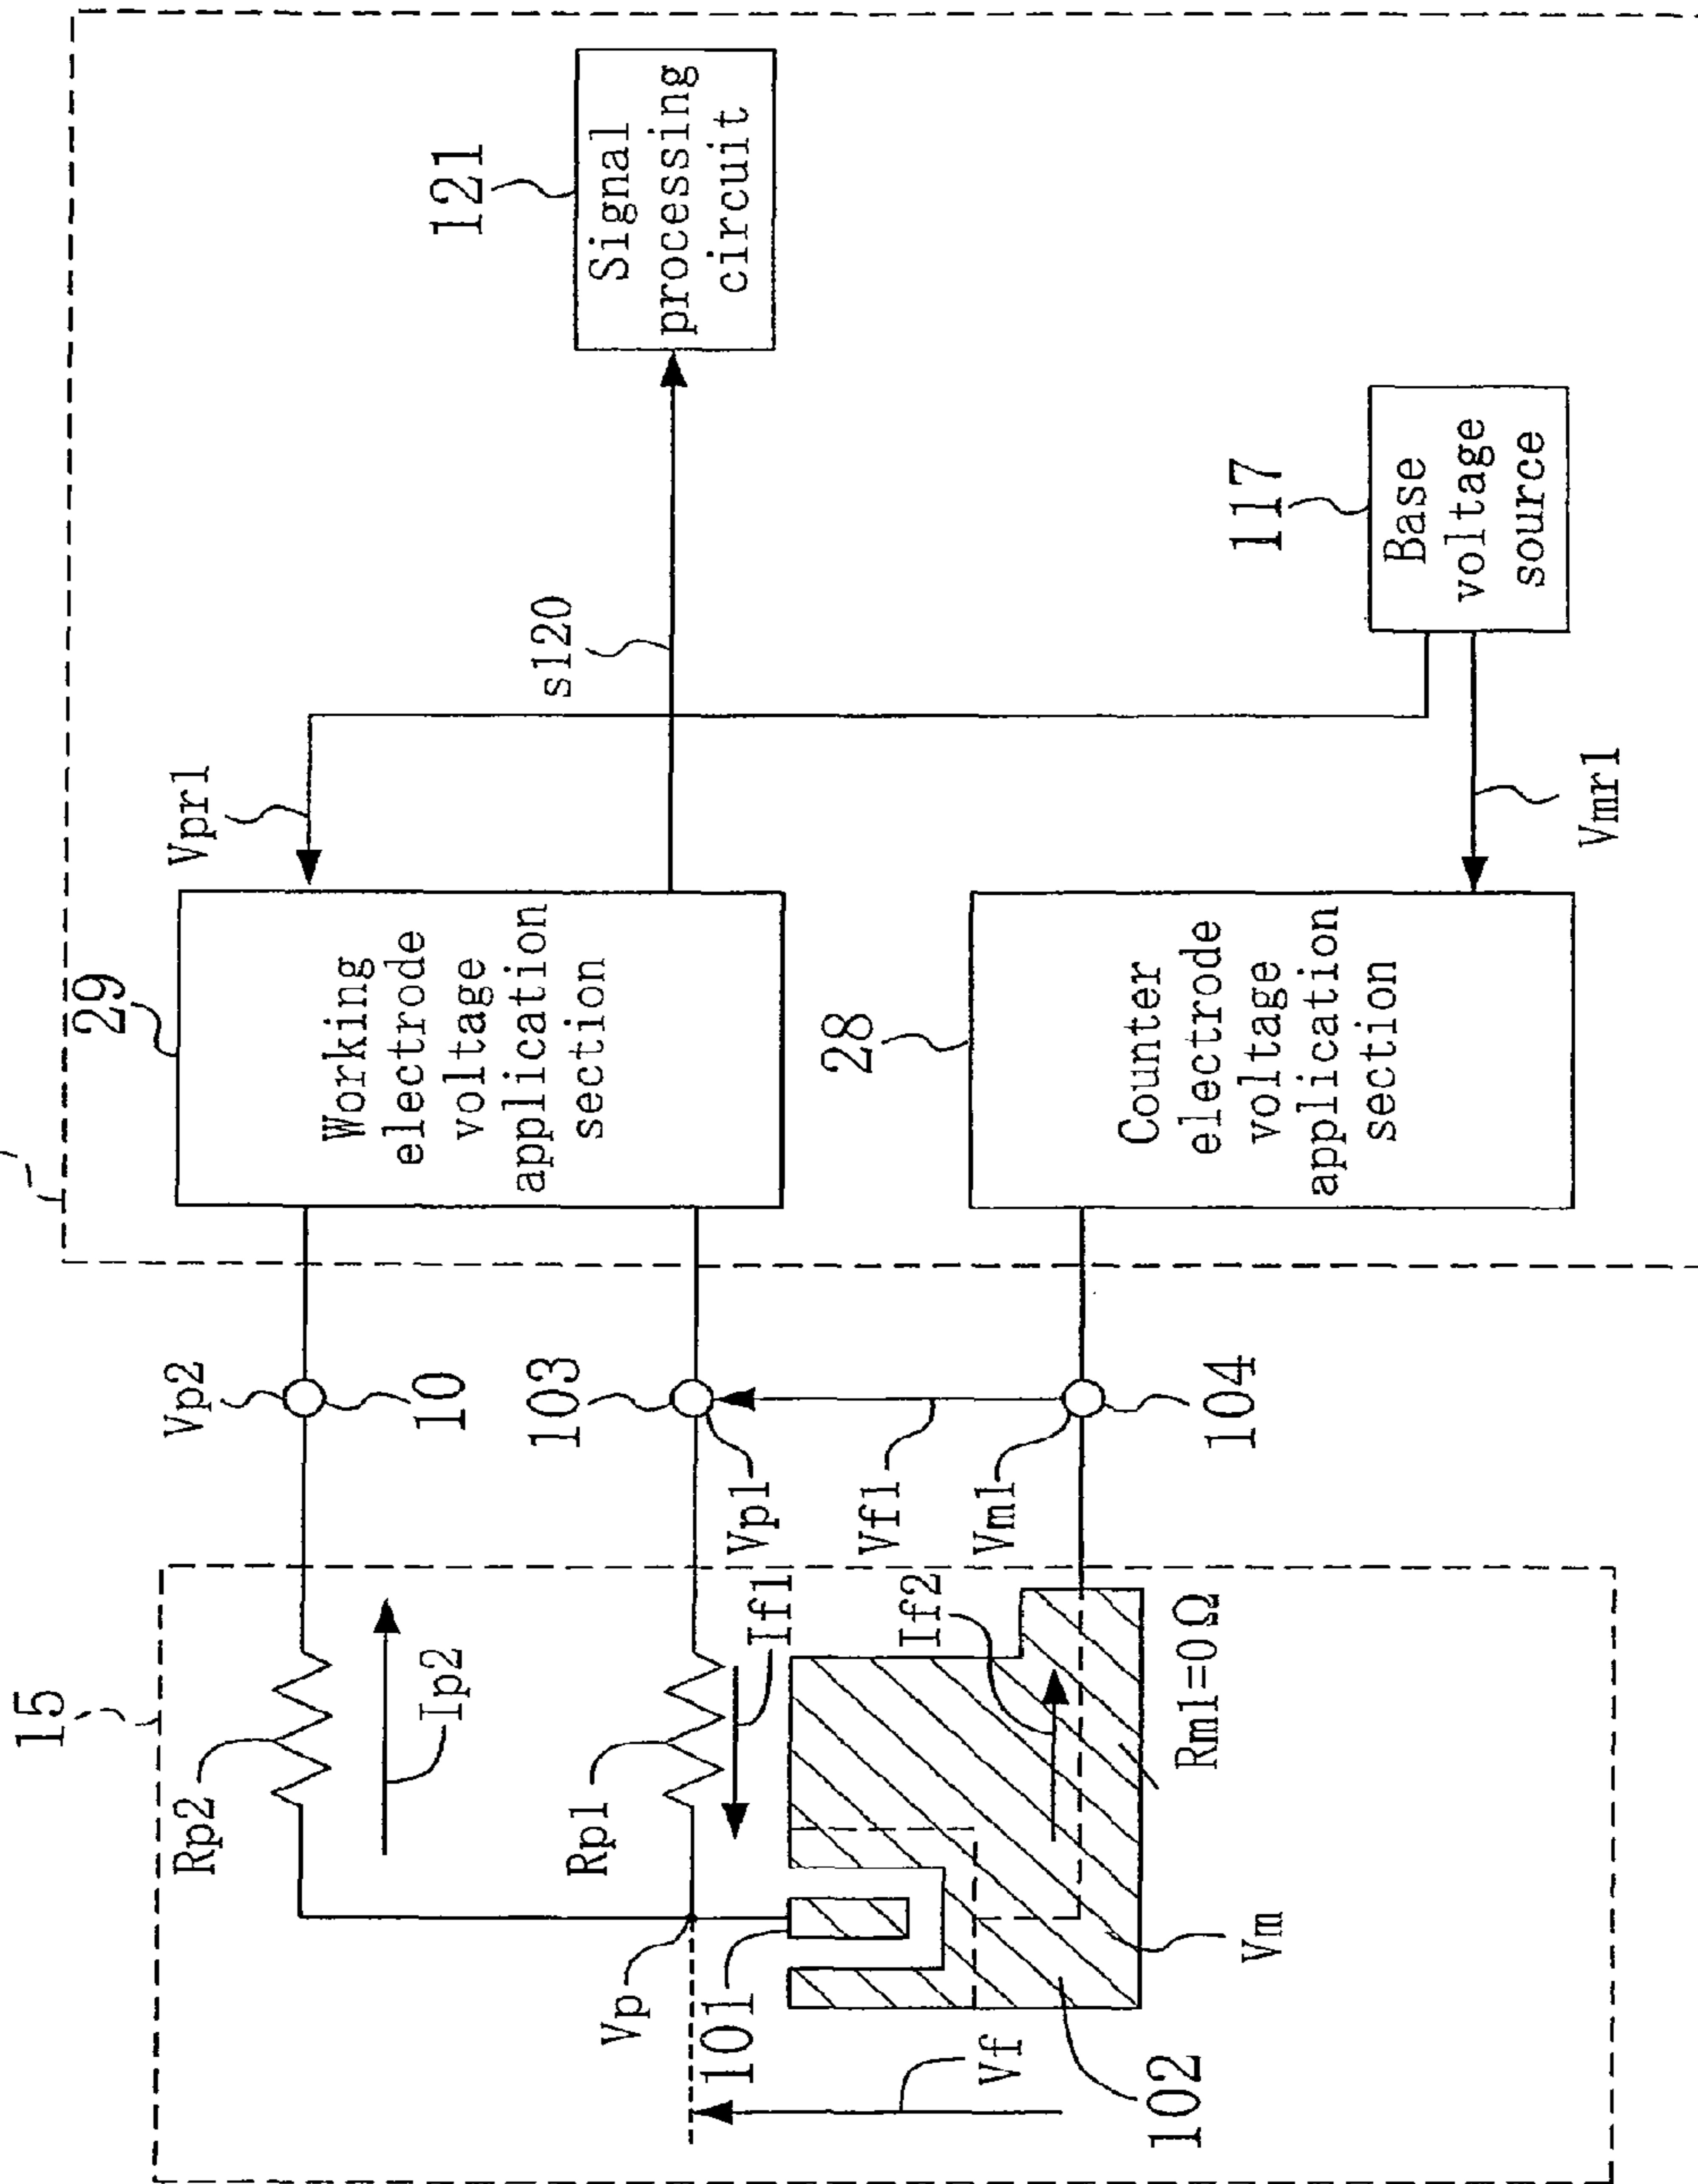 15
Rp2
Ip2
Vp2
10
29
Working
electrode
voltage
application
section
Vpr1
s120
121
Signal
processing
circuit
Rp1
If1
103
Vp1
Vp
101
Vf
102
Vm
If2
Rm1=0Ω
Vf1
Vm1
104
28
Counter
electrode
voltage
application
section
Vmr1
117
Base
voltage
source